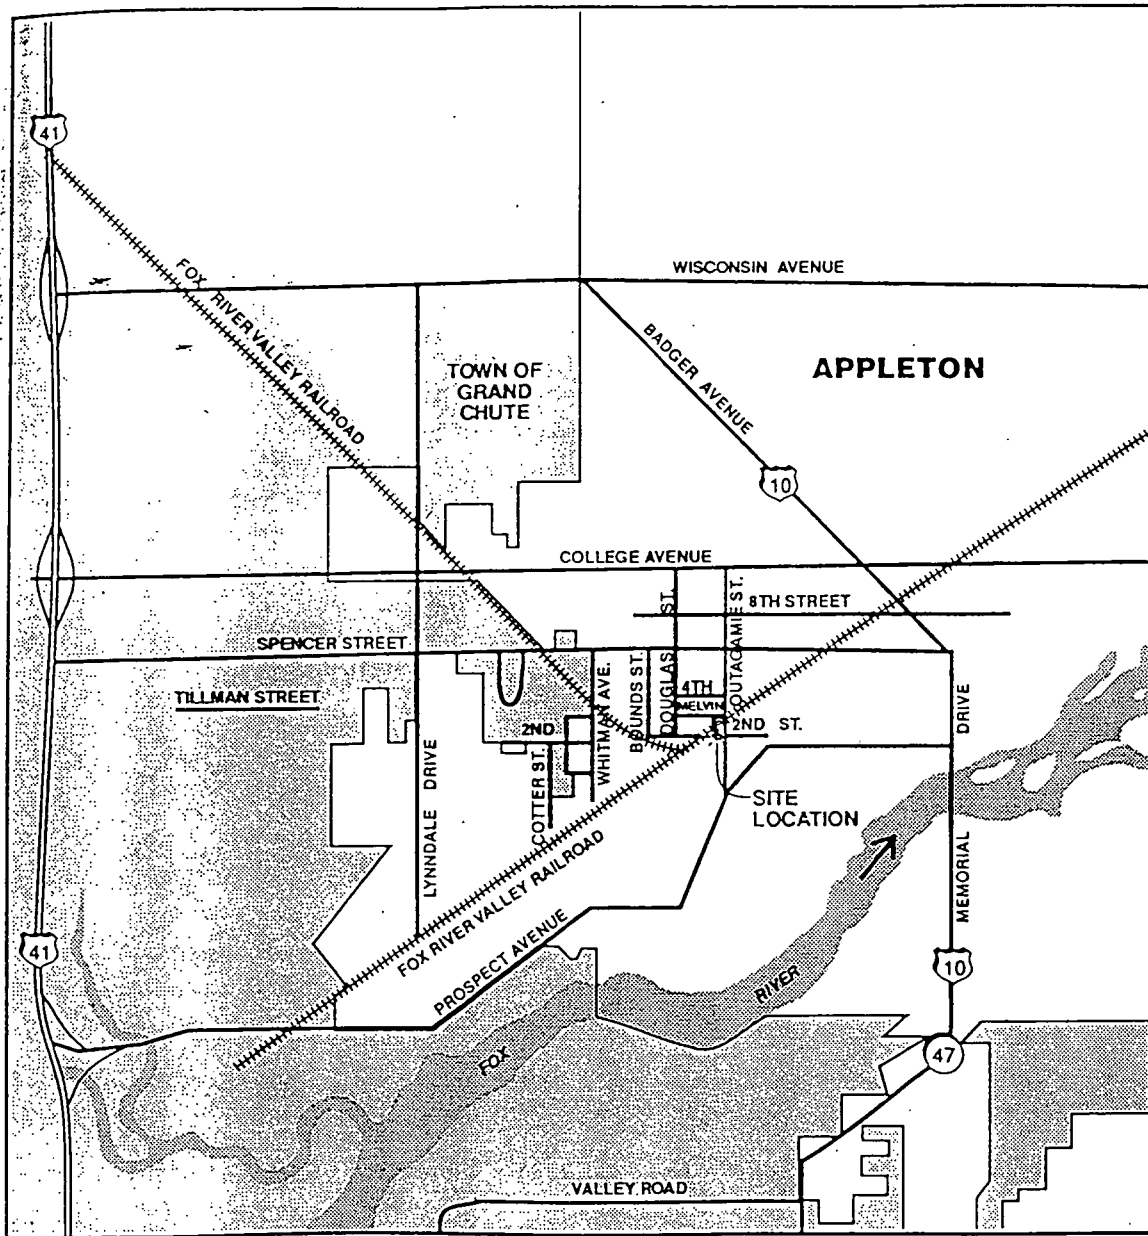 41
FOX RIVER VALLEY RAILROAD
WISCONSIN AVENUE
BADGER AVENUE
APPLETON
TOWN OF
GRAND
CHUTE
10
COLLEGE AVENUE
8TH STREET
SPENCER STREET
TILLMAN STREET
LYNNDALE DRIVE
2ND
COTTER ST.
WHITMAN AVE.
BOUNDS ST.
DOUGLAS ST.
OUTAGAMIE ST.
4TH
MELVIN
2ND ST.
SITE
LOCATION
MEMORIAL DRIVE
FOX RIVER VALLEY RAILROAD
PROSPECT AVENUE
FOX RIVER
41
10
47
VALLEY ROAD